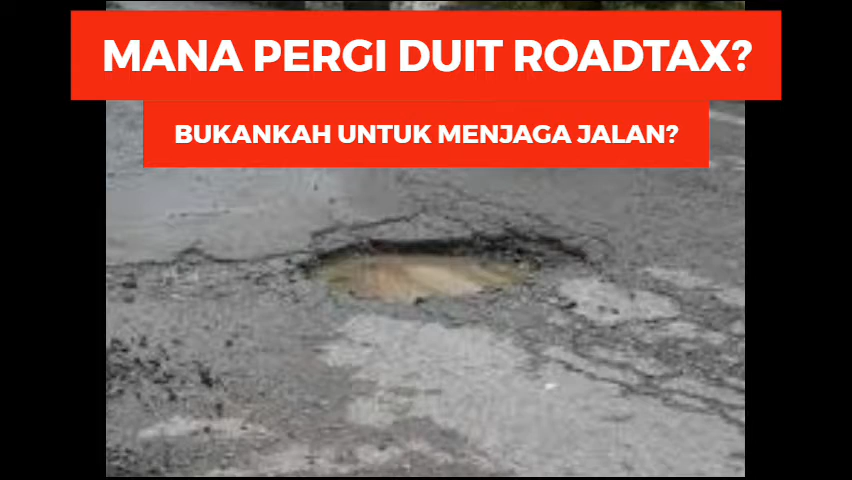 MANA PERGI DUIT ROADTAX?
BUKANKAH UNTUK MENJAGA JALAN?